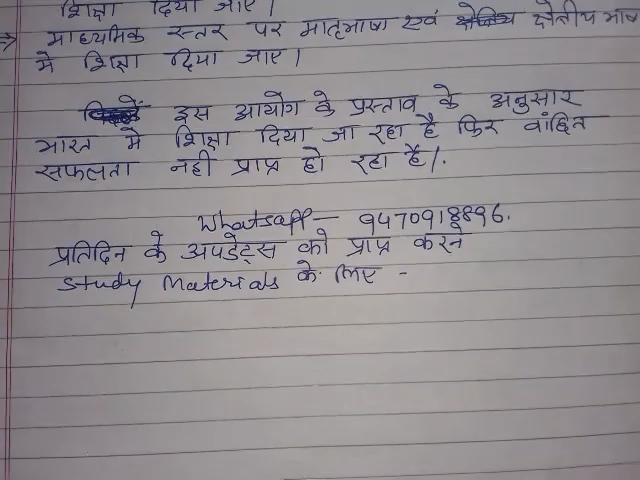 शिक्षा दिया जाए।
→ माध्यमिक स्तर पर मातृभाषा एवं क्षेत्रीय भाषा
में शिक्षा दिया जाए।
इस आयोग के प्रस्ताव के अनुसार
भारत में शिक्षा दिया जा रहा है फिर वांछित
सफलता नही प्राप्त हो रहा है।.
Whatsapp — 9470918896.
प्रतिदिन के अपडेट्स को प्राप्त करने
study Materials के लिए -